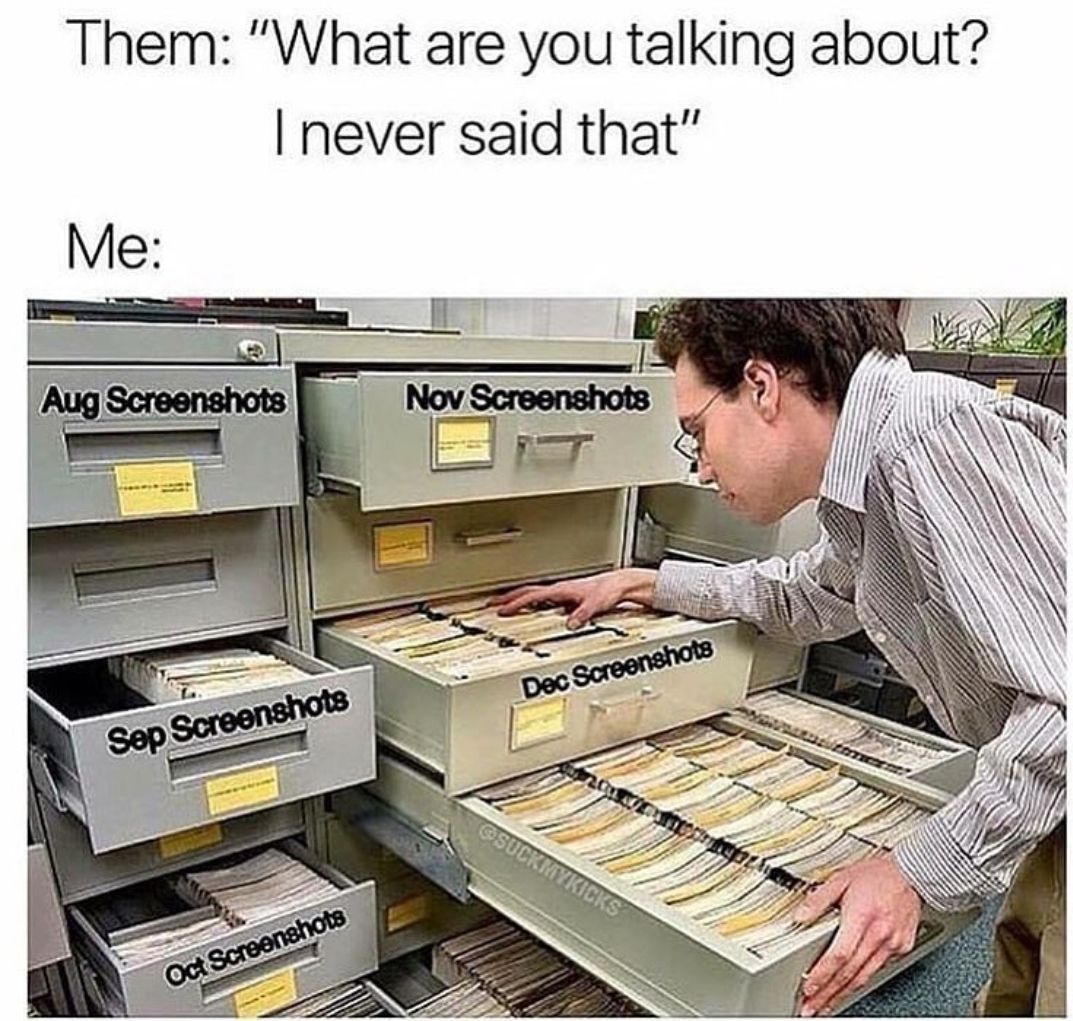 Them: "What are you talking about?
I never said that"
Me:
Aug Screenshots
Nov Screenshots
Dec Screenshots
Sep Screenshots
@SUCKMYKICKS
Oct Screenshots